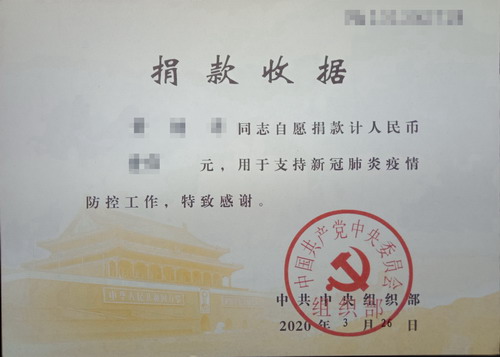 捐款收据
同志自愿捐款计人民币
元，用于支持新冠肺炎疫情
防控工作，特致感谢。
中国共产党中央委员会
组织部
中共中央组织部
2020年3月26日